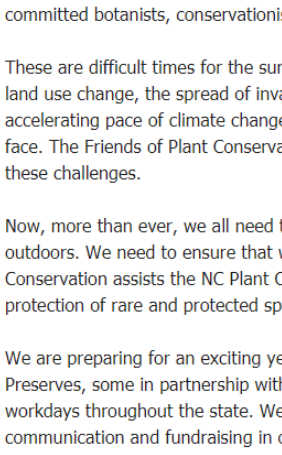 committed botanists, conservationis
These are difficult times for the sur
land use change, the spread of inva
accelerating pace of climate change
face. The Friends of Plant Conserva
these challenges.
Now, more than ever, we all need t
outdoors. We need to ensure that w
Conservation assists the NC Plant C
protection of rare and protected sp
We are preparing for an exciting ye
Preserves, some in partnership with
workdays throughout the state. We
communication and fundraising in o